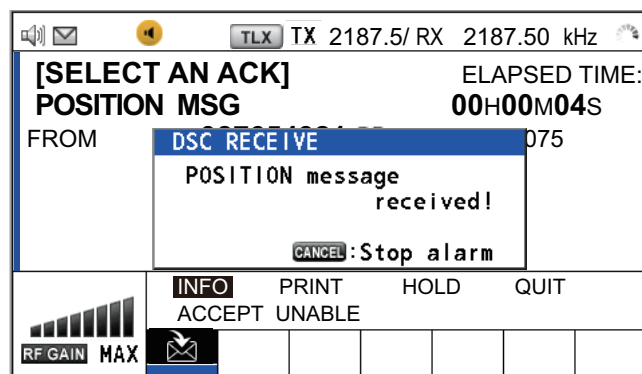 TLX TX 2187.5/ RX 2187.50 kHz
[SELECT AN ACK] ELAPSED TIME:
POSITION MSG 00H00M04S
FROM 075
DSC RECEIVE
POSITION message
received!
CANCEL:Stop alarm
INFO PRINT HOLD QUIT
ACCEPT UNABLE
RF GAIN MAX